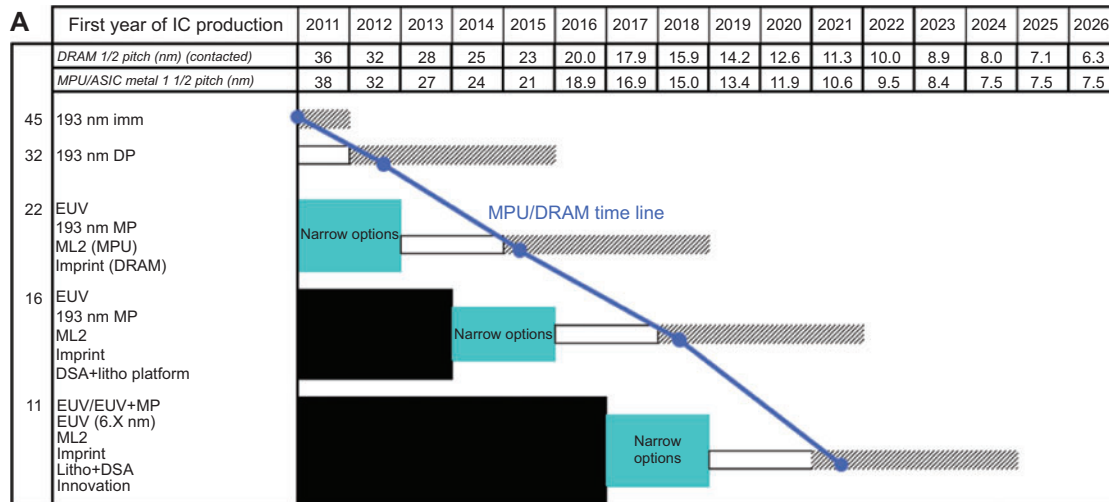 A
First year of IC production 2011 2012 2013 2014 2015 2016 2017 2018 2019 2020 2021 2022 2023 2024 2025 2026
DRAM 1/2 pitch (nm) (contacted) 36 32 28 25 23 20.0 17.9 15.9 14.2 12.6 11.3 10.0 8.9 8.0 7.1 6.3
MPU/ASIC metal 1 1/2 pitch (nm) 38 32 27 24 21 18.9 16.9 15.0 13.4 11.9 10.6 9.5 8.4 7.5 7.5 7.5
45 193 nm imm
32 193 nm DP
22 EUV
193 nm MP
ML2 (MPU)
Imprint (DRAM)
Narrow options
MPU/DRAM time line
16 EUV
193 nm MP
ML2
Imprint
DSA+litho platform
Narrow options
11 EUV/EUV+MP
EUV (6.X nm)
ML2
Imprint
Litho+DSA
Innovation
Narrow
options